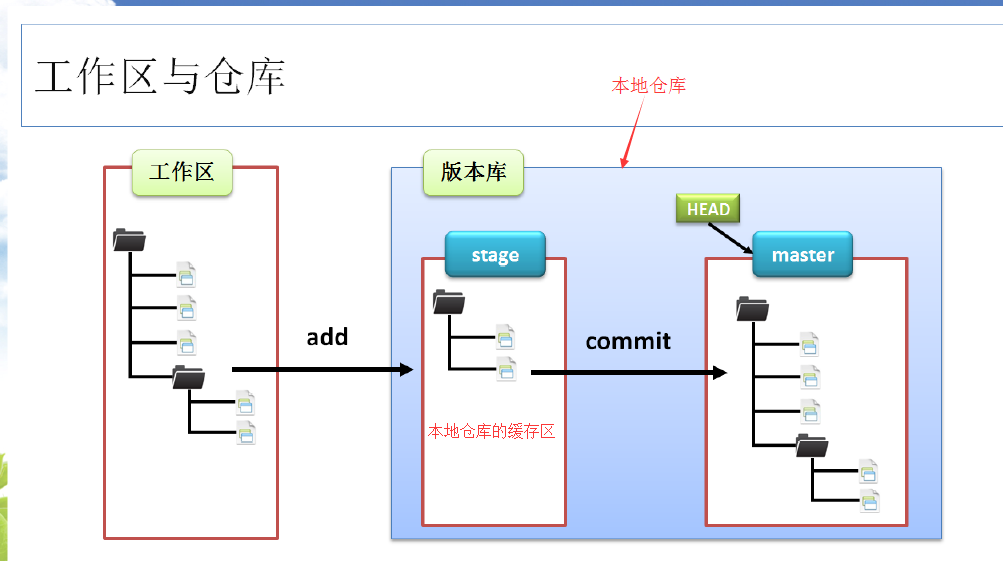 工作区与仓库
本地仓库
工作区
版本库
HEAD
stage
master
add
commit
本地仓库的缓存区